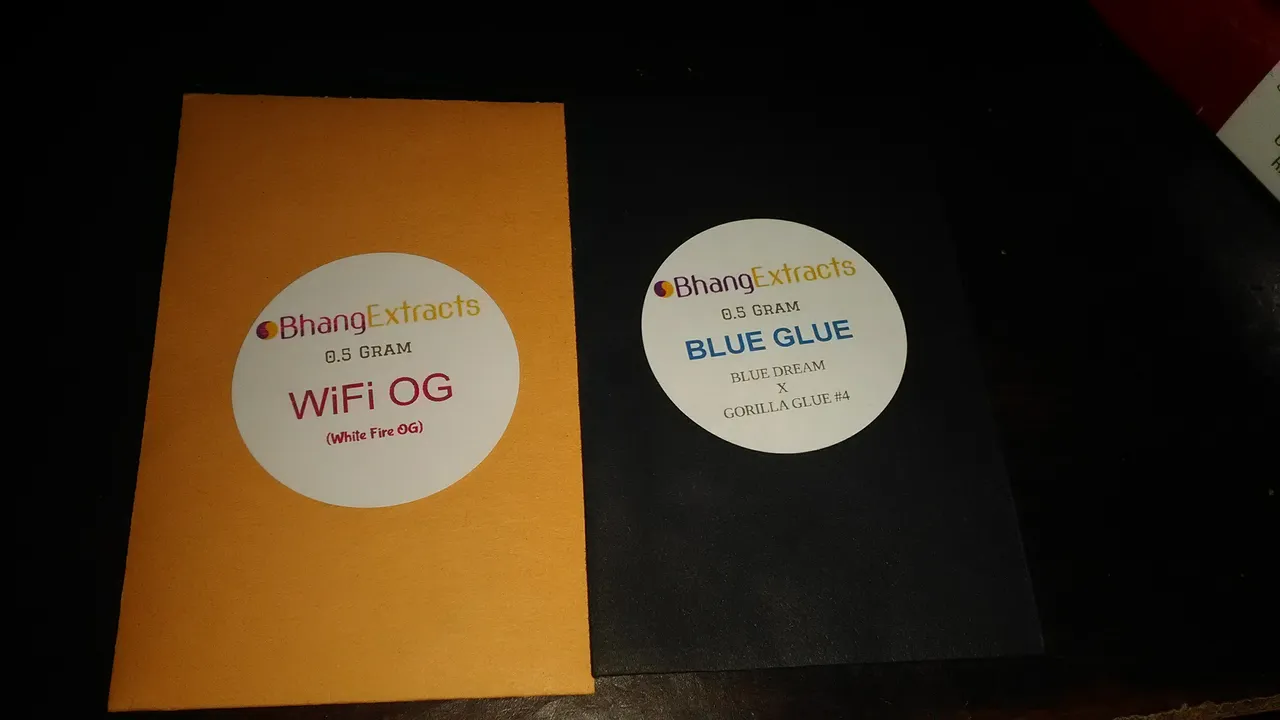 BhangExtracts
0.5 Gram
WiFi OG
(White Fire OG)
BhangExtracts
0.5 Gram
BLUE GLUE
BLUE DREAM
X
GORILLA GLUE #4